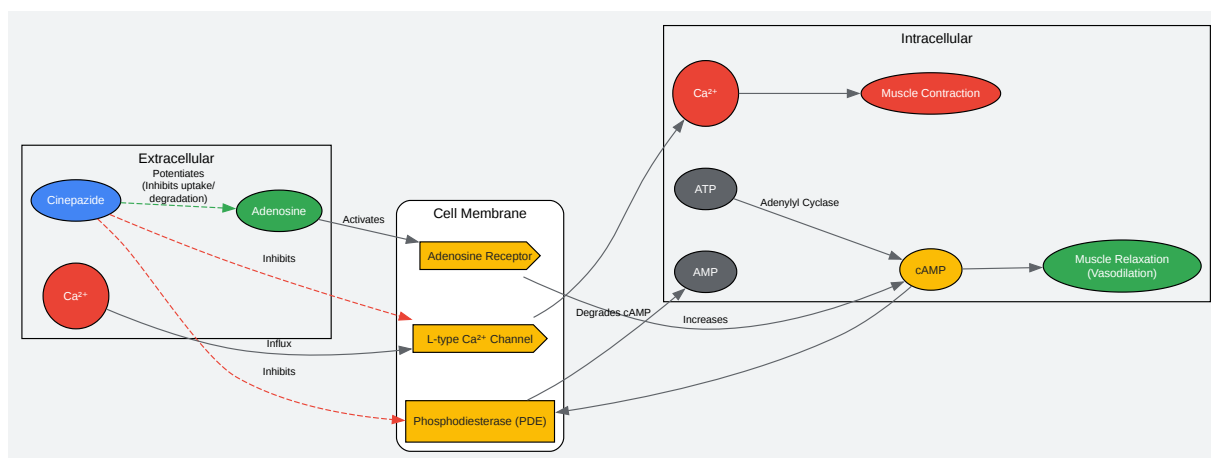 Intracellular
Ca²⁺
Muscle Contraction
Extracellular
Potentiates
(Inhibits uptake/
degradation)
Cinepazide
Adenosine
Ca²⁺
Activates
Inhibits
Influx
Inhibits
Cell Membrane
Adenosine Receptor
L-type Ca²⁺ Channel
Phosphodiesterase (PDE)
ATP
Adenylyl Cyclase
AMP
cAMP
Muscle Relaxation
(Vasodilation)
Degrades cAMP
Increases